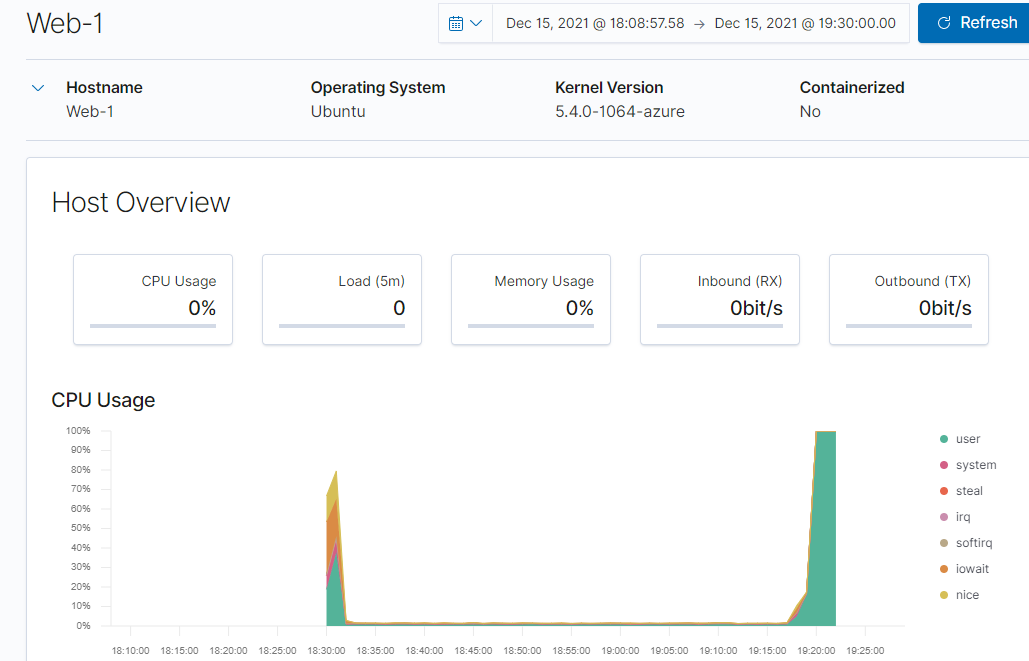 Web-1
Dec 15, 2021 @ 18:08:57.58 → Dec 15, 2021 @ 19:30:00.00
Refresh
Hostname Operating System Kernel Version Containerized
Web-1 Ubuntu 5.4.0-1064-azure No
Host Overview
CPU Usage Load (5m) Memory Usage Inbound (RX) Outbound (TX)
0% 0 0% 0bit/s 0bit/s
CPU Usage
100%
90%
80%
70%
60%
50%
40%
30%
20%
10%
0%
user
system
steal
irq
softirq
iowait
nice
18:10:00 18:15:00 18:20:00 18:25:00 18:30:00 18:35:00 18:40:00 18:45:00 18:50:00 18:55:00 19:00:00 19:05:00 19:10:00 19:15:00 19:20:00 19:25:00